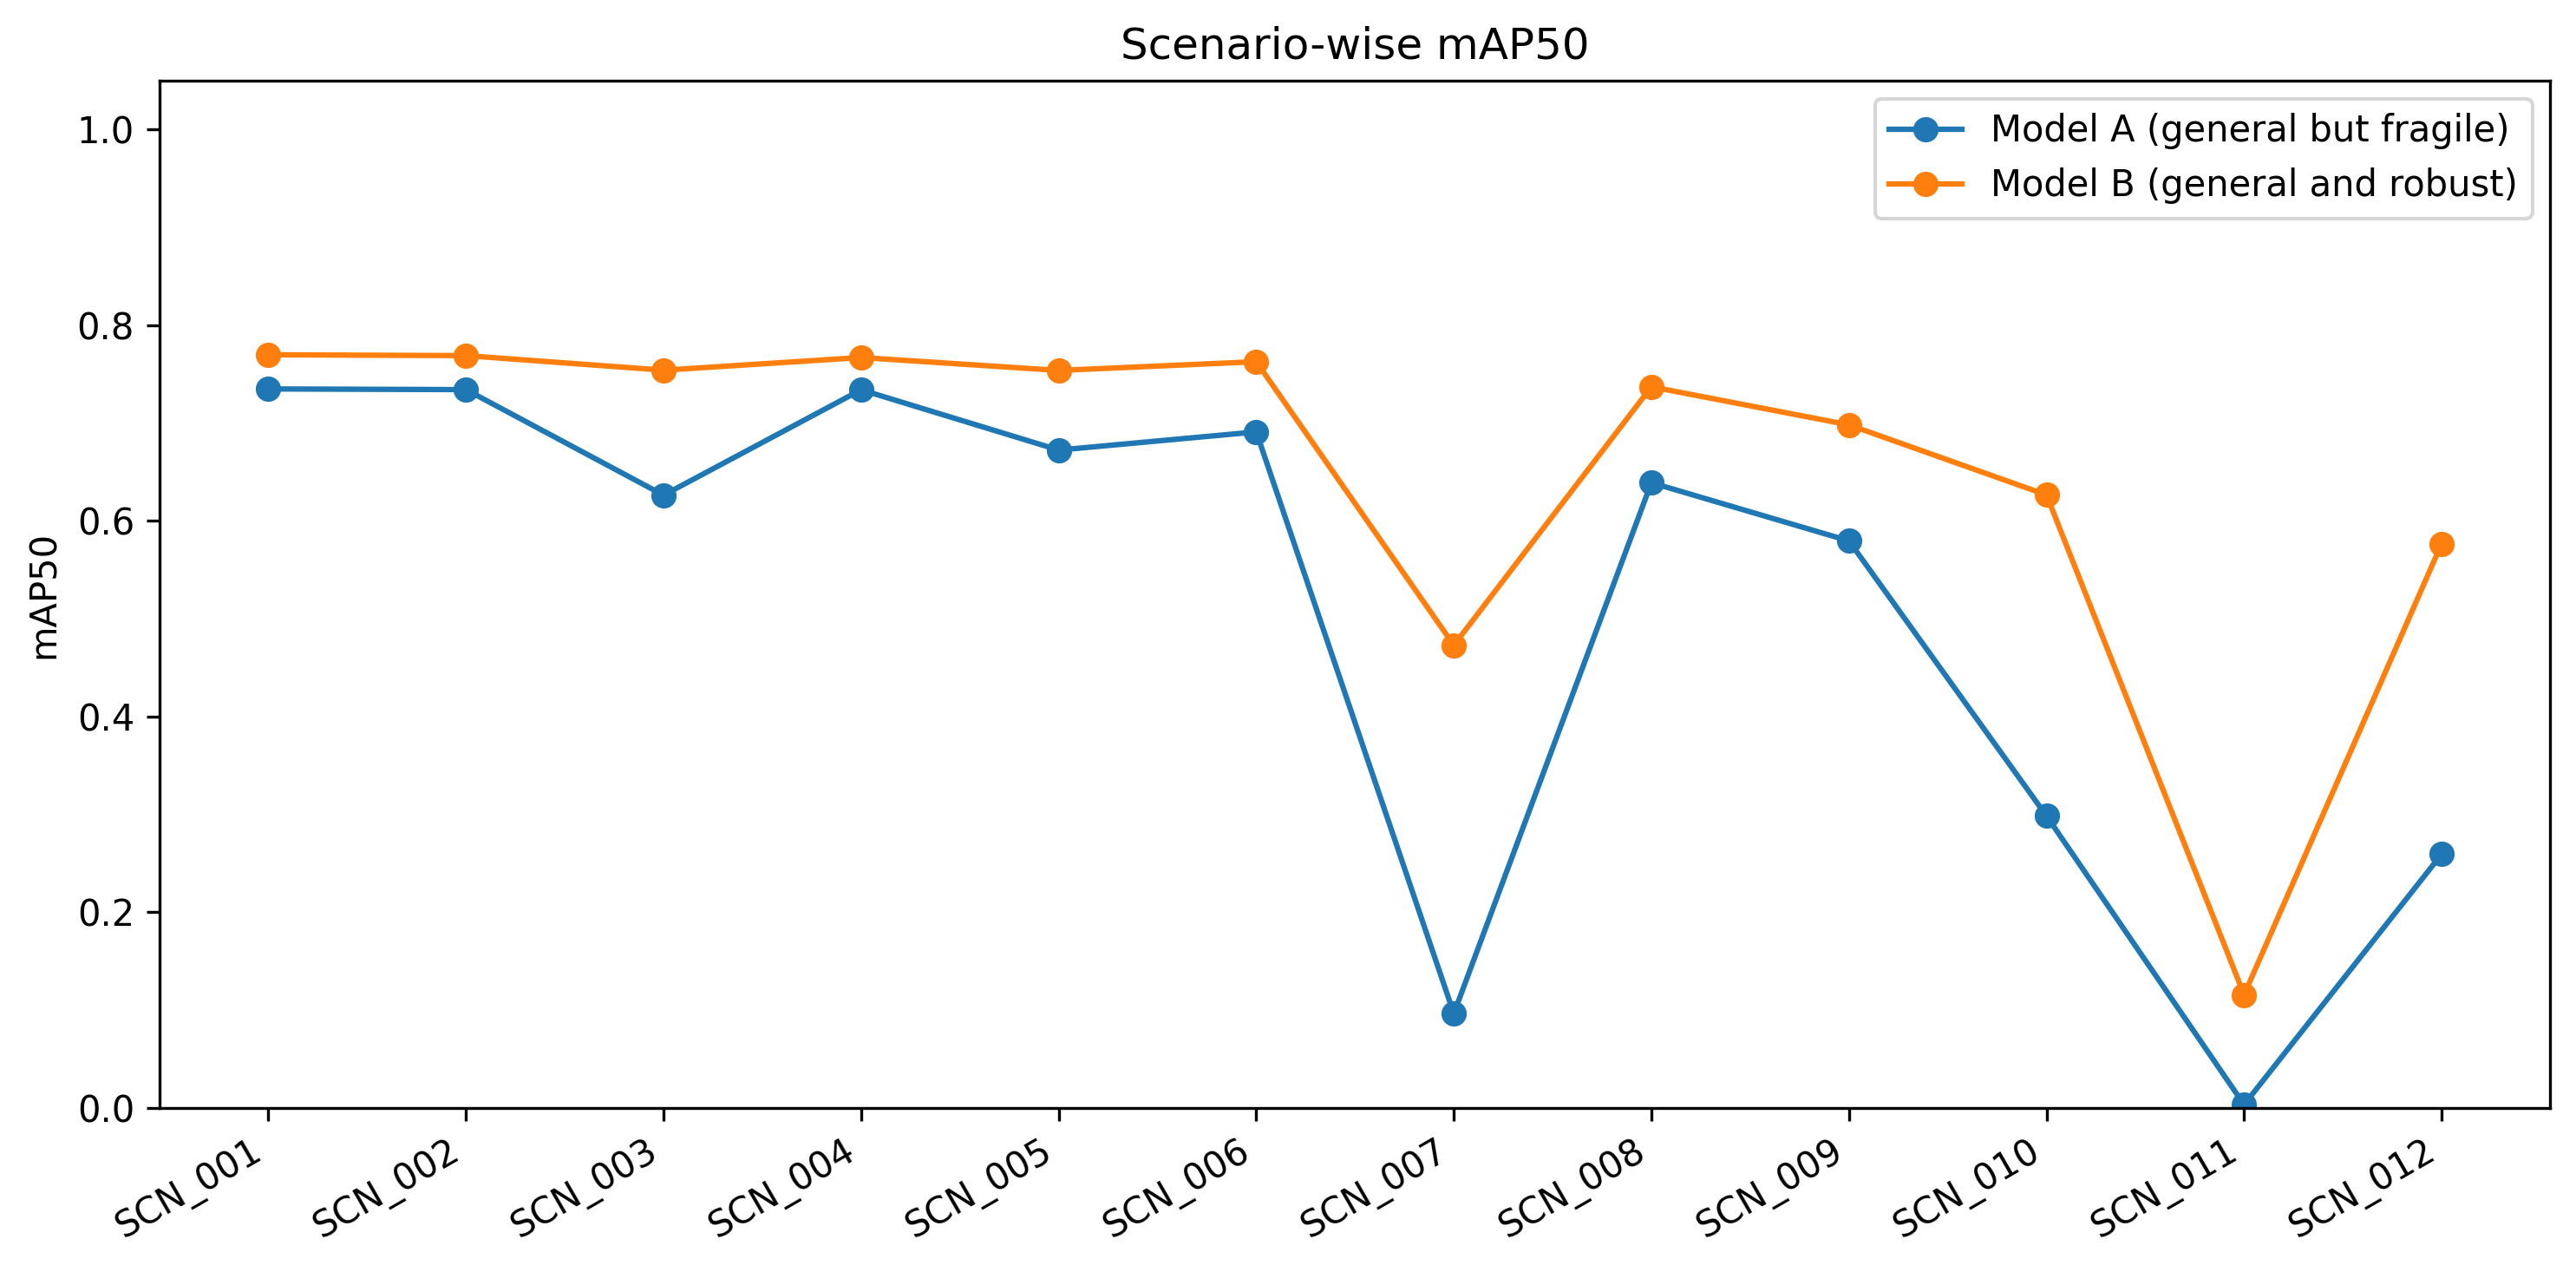 Scenario-wise mAP50
Model A (general but fragile)
Model B (general and robust)
mAP50
1.0
0.8
0.6
0.4
0.2
0.0
SCN_001
SCN_002
SCN_003
SCN_004
SCN_005
SCN_006
SCN_007
SCN_008
SCN_009
SCN_010
SCN_011
SCN_012